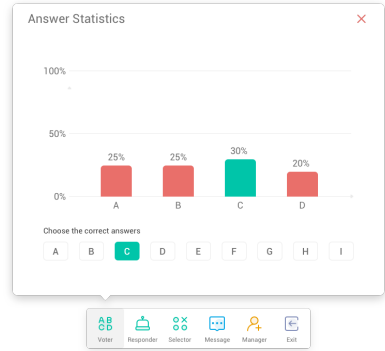 Answer Statistics
100%
50%
0%
25% 25% 30% 20%
A B C D
Choose the correct answers
A B C D E F G H I
A B
C D
Voter Responder Selector Message Manager Exit